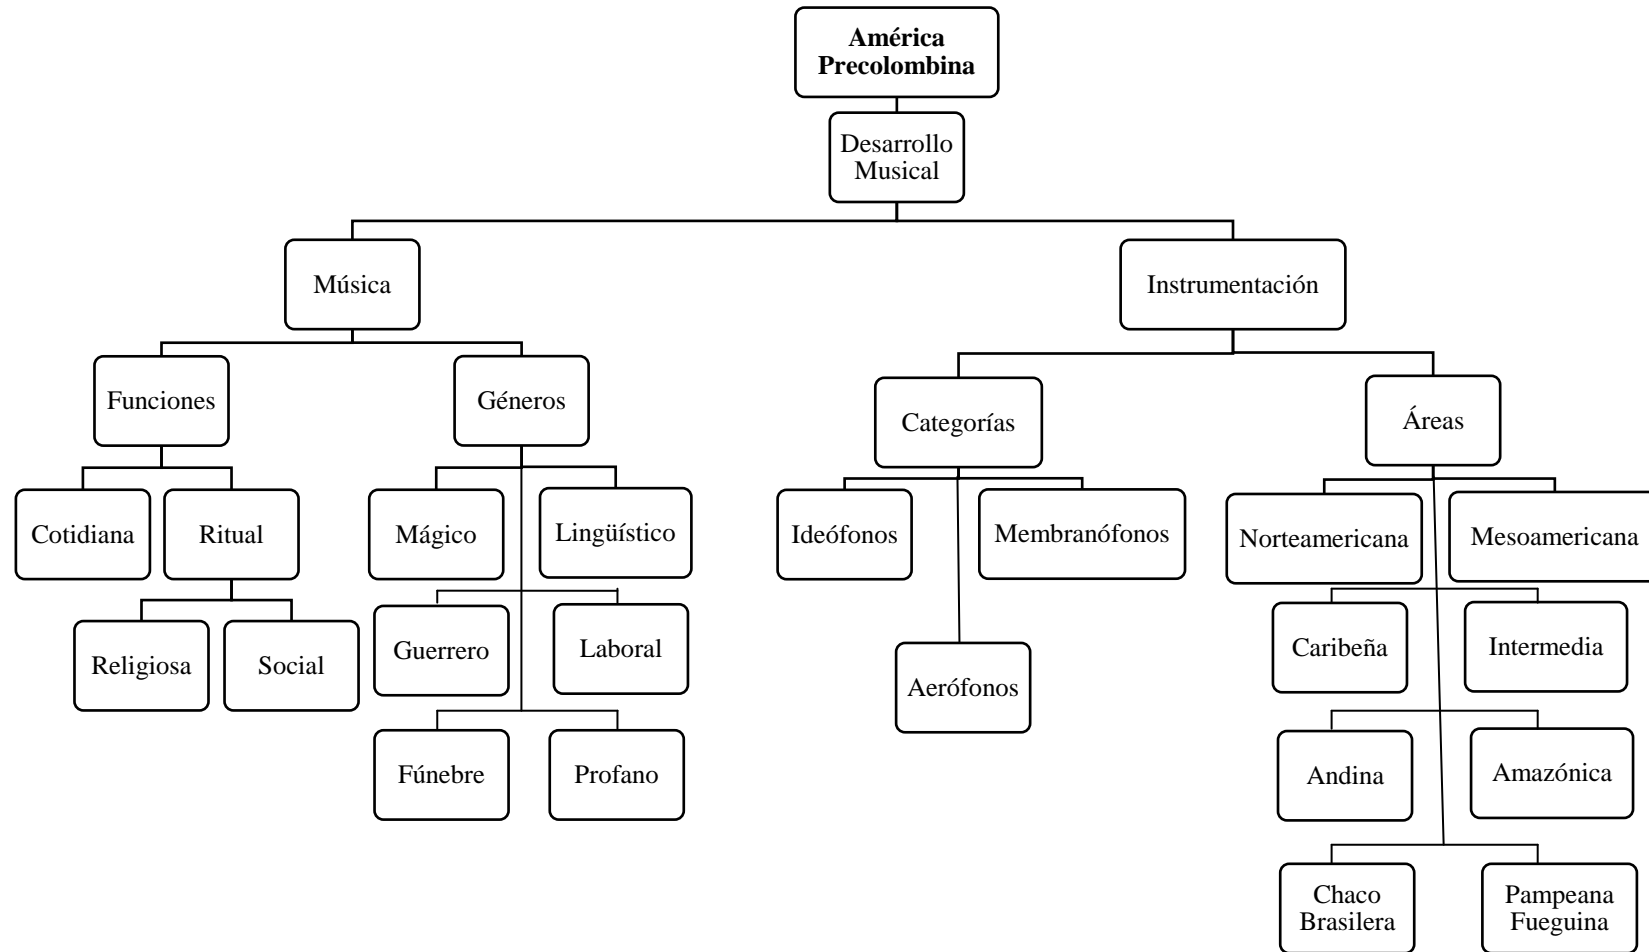 América
Precolombina
Desarrollo
Musical
Música
Instrumentación
Funciones
Géneros
Categorías
Áreas
Cotidiana
Ritual
Mágico
Lingüístico
Ideófonos
Membranófonos
Norteamericana
Mesoamericana
Religiosa
Social
Guerrero
Laboral
Aerófonos
Caribeña
Intermedia
Fúnebre
Profano
Andina
Amazónica
Chaco
Brasilera
Pampeana
Fueguina